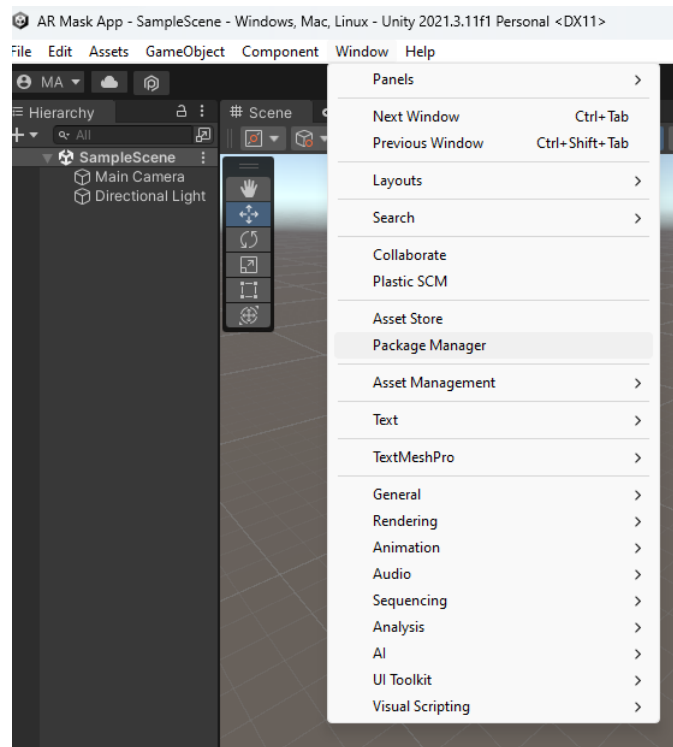 AR Mask App - SampleScene - Windows, Mac, Linux - Unity 2021.3.11f1 Personal <DX11>
File Edit Assets GameObject Component Window Help
MA
Hierarchy
# Scene
All
SampleScene
Main Camera
Directional Light
Panels
Next Window Ctrl+Tab
Previous Window Ctrl+Shift+Tab
Layouts
Search
Collaborate
Plastic SCM
Asset Store
Package Manager
Asset Management
Text
TextMeshPro
General
Rendering
Animation
Audio
Sequencing
Analysis
AI
UI Toolkit
Visual Scripting